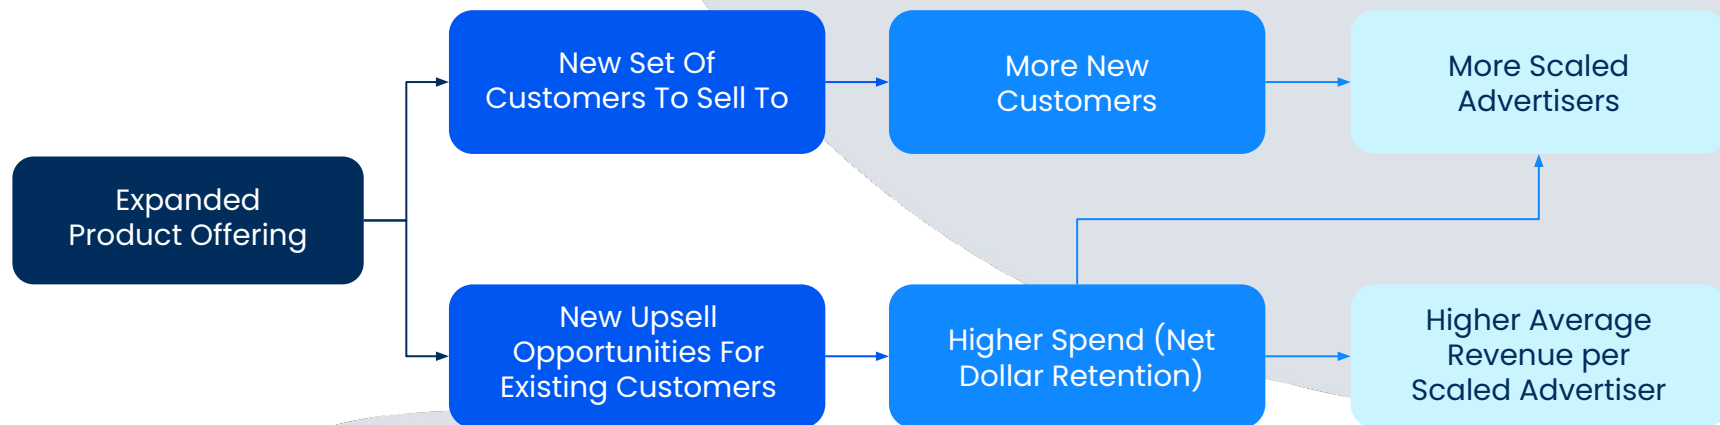 New Set Of
Customers To Sell To
More New
Customers
More Scaled
Advertisers
Expanded
Product Offering
New Upsell
Opportunities For
Existing Customers
Higher Spend (Net
Dollar Retention)
Higher Average
Revenue per
Scaled Advertiser